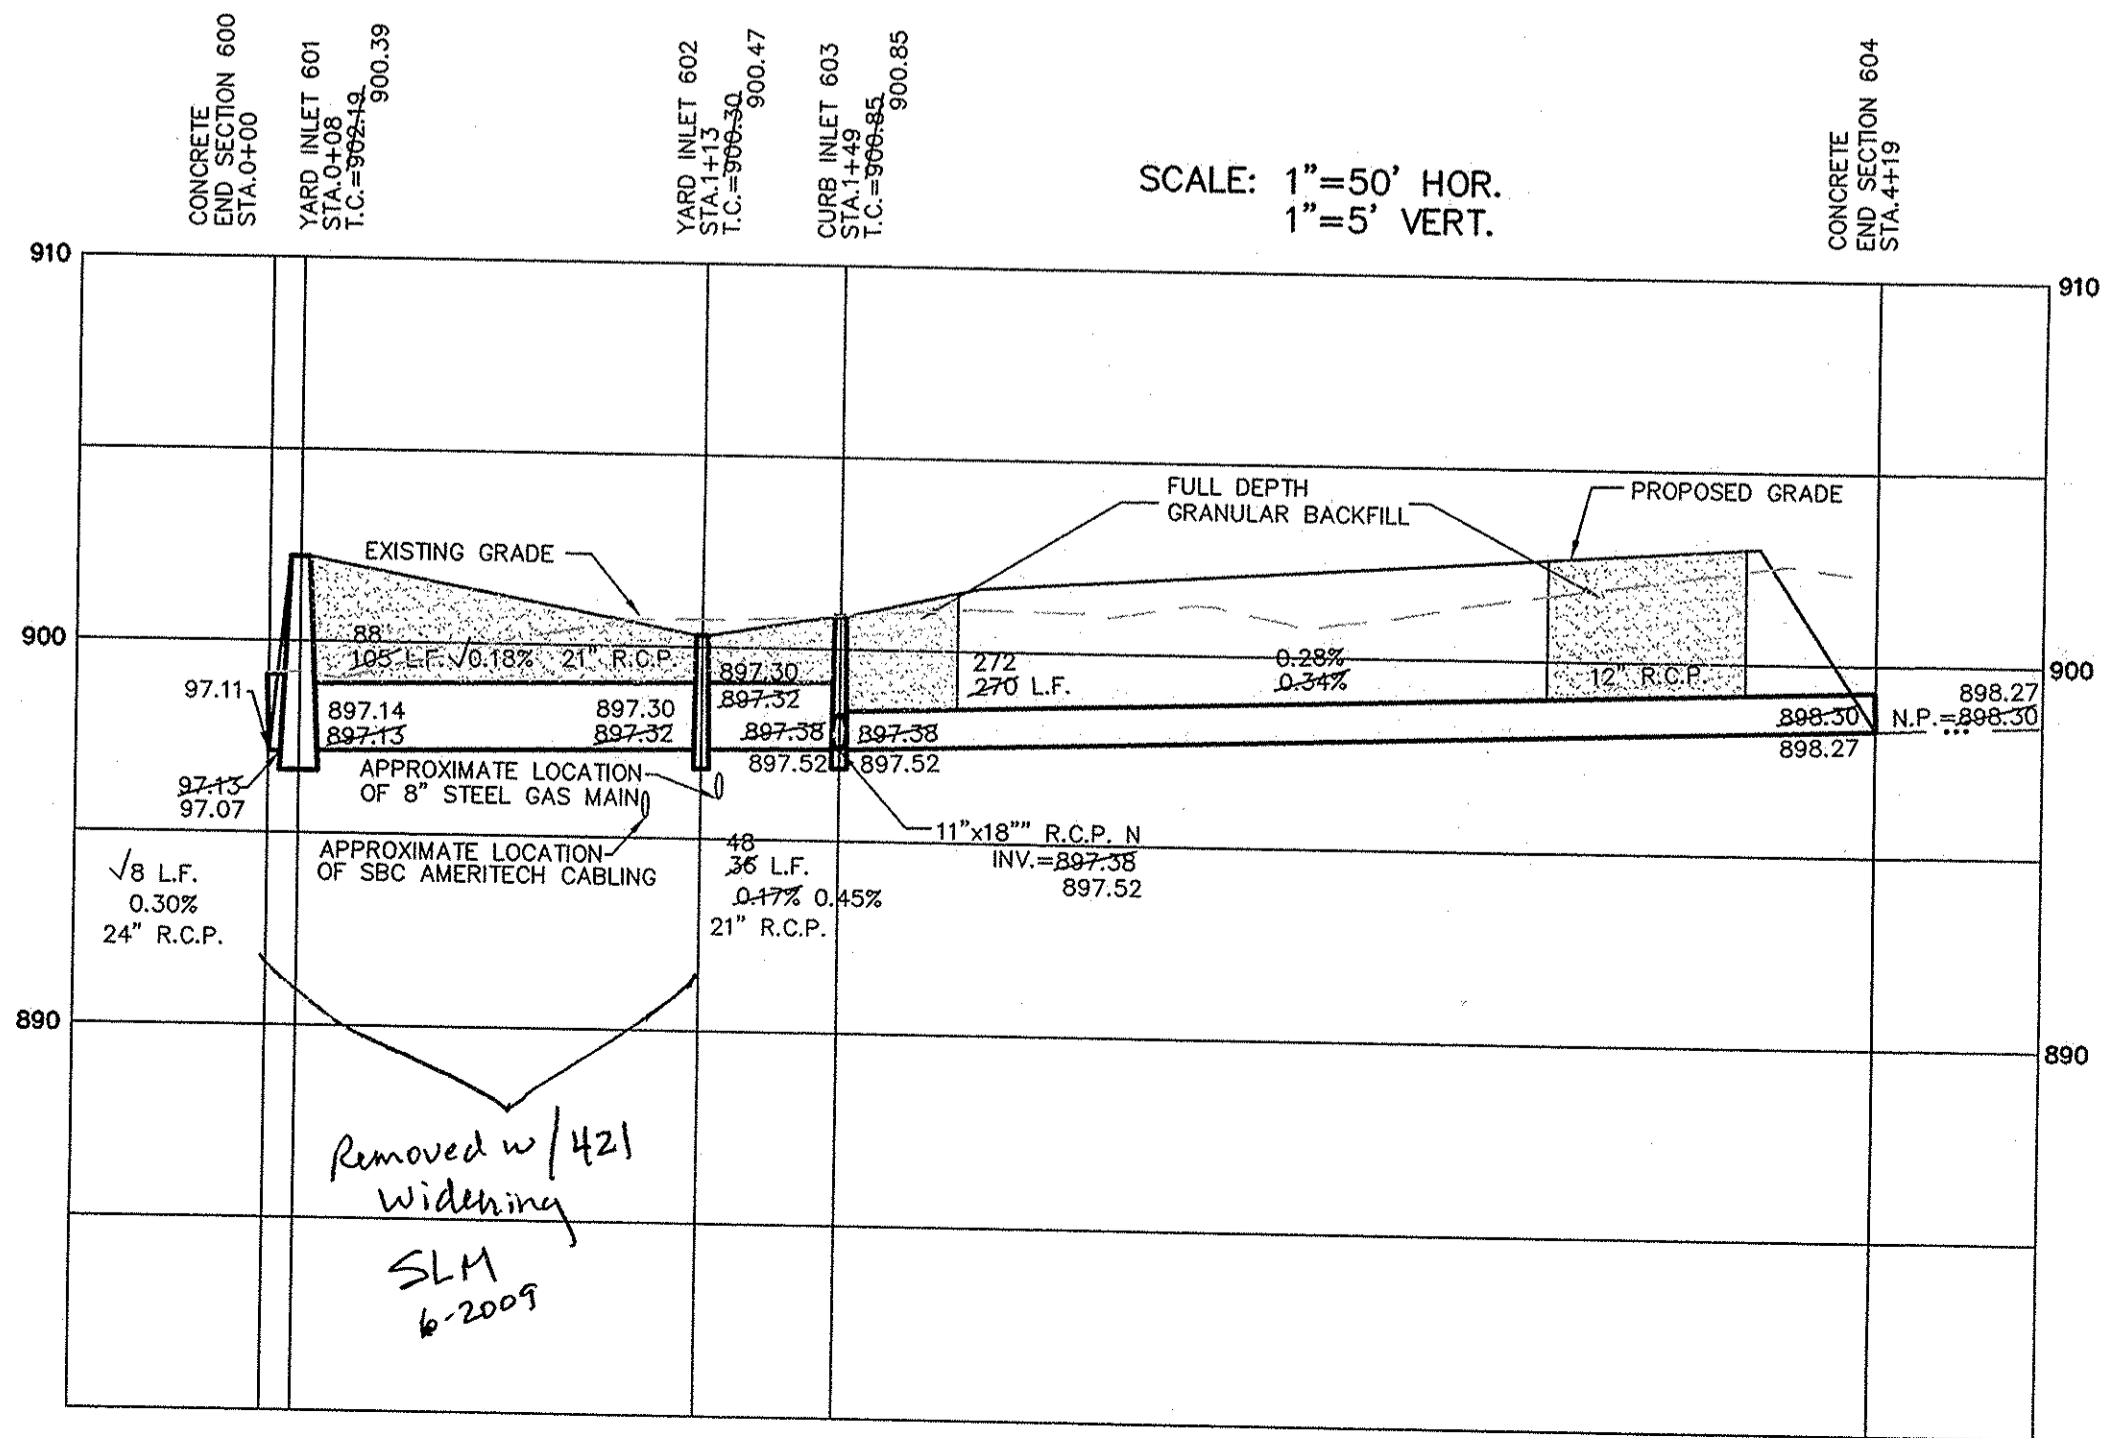 CONCRETE
END SECTION 600
STA.0+00
YARD INLET 601
STA.0+08
T.C.=902.19
900.39
YARD INLET 602
STA.1+13
T.C.=900.30
900.47
CURB INLET 603
STA.1+49
T.C.=900.85
900.85
CONCRETE
END SECTION 604
STA.4+19
SCALE: 1"=50' HOR.
1"=5' VERT.
910
910
FULL DEPTH
GRANULAR BACKFILL
PROPOSED GRADE
EXISTING GRADE
900
900
88
105 L.F. √0.18% 21" R.C.P.
897.30
897.32
272
270 L.F.
0.28%
0.34%
12" R.C.P.
97.11
897.14
897.13
897.30
897.32
897.38
897.52
897.38
897.52
898.30
898.27
898.27
N.P.=898.30
97.13
97.07
APPROXIMATE LOCATION
OF 8" STEEL GAS MAIN
APPROXIMATE LOCATION
OF SBC AMERITECH CABLING
11"x18"" R.C.P. N
INV.=897.38
897.52
√8 L.F.
0.30%
24" R.C.P.
48
36 L.F.
0.17% 0.45%
21" R.C.P.
890
890
Removed w/421
widening
SLM
6-2009